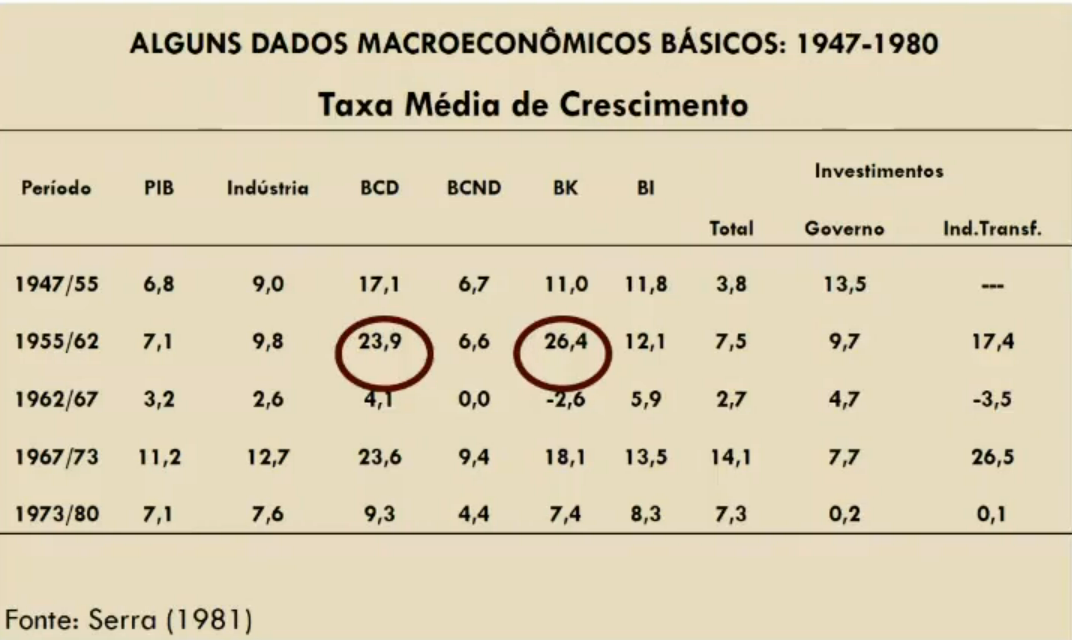 ALGUNS DADOS MACROECONÔMICOS BÁSICOS: 1947-1980
Taxa Média de Crescimento
Investimentos
Período PIB Indústria BCD BCND BK BI
Total Governo Ind.Transf.
1947/55 6,8 9,0 17,1 6,7 11,0 11,8 3,8 13,5 ---
1955/62 7,1 9,8 23,9 6,6 26,4 12,1 7,5 9,7 17,4
1962/67 3,2 2,6 4,1 0,0 -2,6 5,9 2,7 4,7 -3,5
1967/73 11,2 12,7 23,6 9,4 18,1 13,5 14,1 7,7 26,5
1973/80 7,1 7,6 9,3 4,4 7,4 8,3 7,3 0,2 0,1
Fonte: Serra (1981)